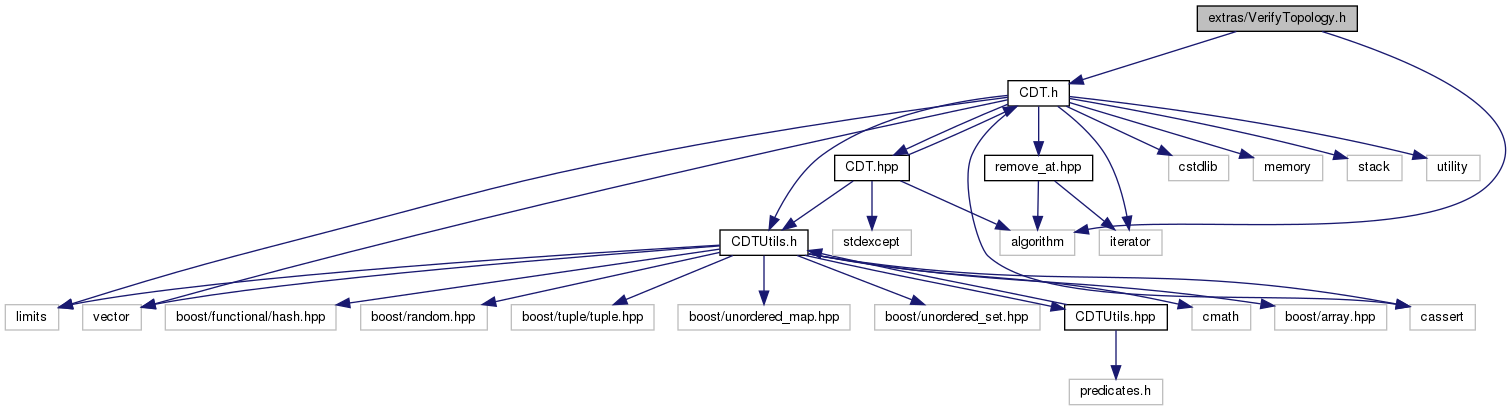 extras/VerifyTopology.h
CDT.h
CDT.hpp
remove_at.hpp
cstdlib
memory
stack
utility
CDTUtils.h
stdexcept
algorithm
iterator
limits
vector
boost/functional/hash.hpp
boost/random.hpp
boost/tuple/tuple.hpp
boost/unordered_map.hpp
boost/unordered_set.hpp
CDTUtils.hpp
cmath
boost/array.hpp
cassert
predicates.h